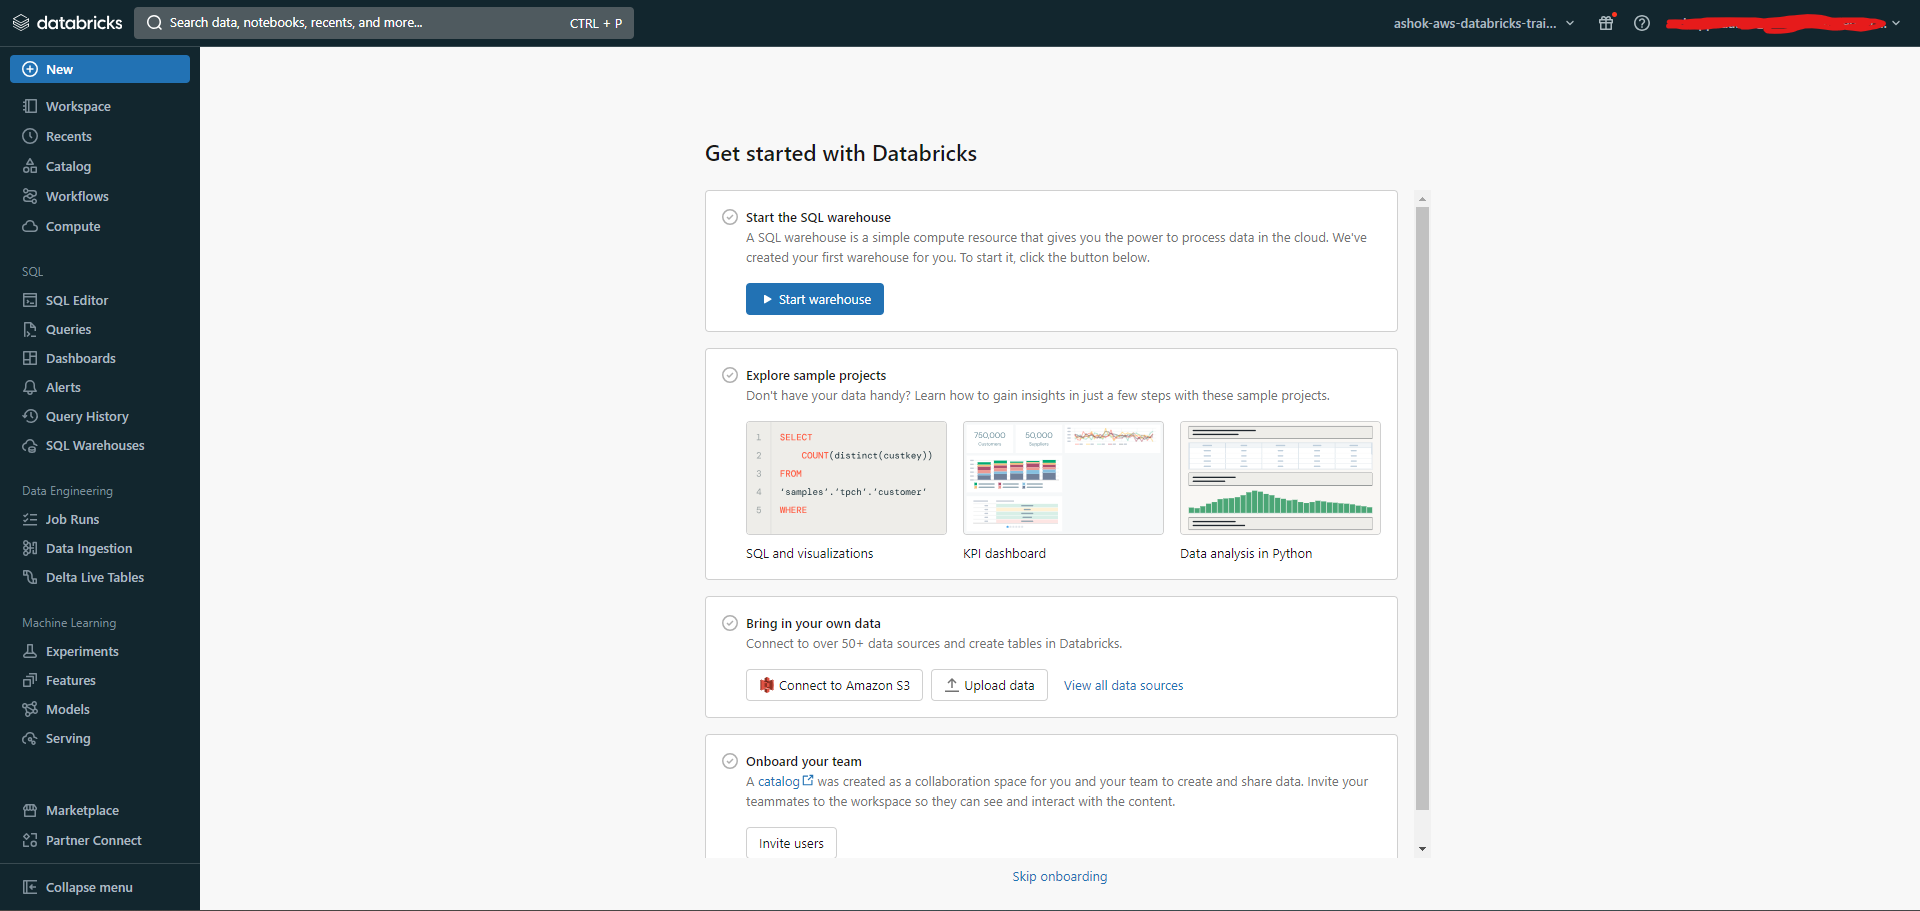 databricks
Search data, notebooks, recents, and more...
CTRL + P
ashok-aws-databricks-trai...
New
Workspace
Recents
Catalog
Workflows
Compute
SQL
SQL Editor
Queries
Dashboards
Alerts
Query History
SQL Warehouses
Data Engineering
Job Runs
Data Ingestion
Delta Live Tables
Machine Learning
Experiments
Features
Models
Serving
Marketplace
Partner Connect
Collapse menu
Get started with Databricks
Start the SQL warehouse
A SQL warehouse is a simple compute resource that gives you the power to process data in the cloud. We've
created your first warehouse for you. To start it, click the button below.
Start warehouse
Explore sample projects
Don't have your data handy? Learn how to gain insights in just a few steps with these sample projects.
1 SELECT
2 COUNT(distinct(custkey))
3 FROM
4 'samples'.'tpch'.'customer'
5 WHERE
750,000
Customers
50,000
Suppliers
SQL and visualizations
KPI dashboard
Data analysis in Python
Bring in your own data
Connect to over 50+ data sources and create tables in Databricks.
Connect to Amazon S3
Upload data
View all data sources
Onboard your team
A catalog was created as a collaboration space for you and your team to create and share data. Invite your
teammates to the workspace so they can see and interact with the content.
Invite users
Skip onboarding